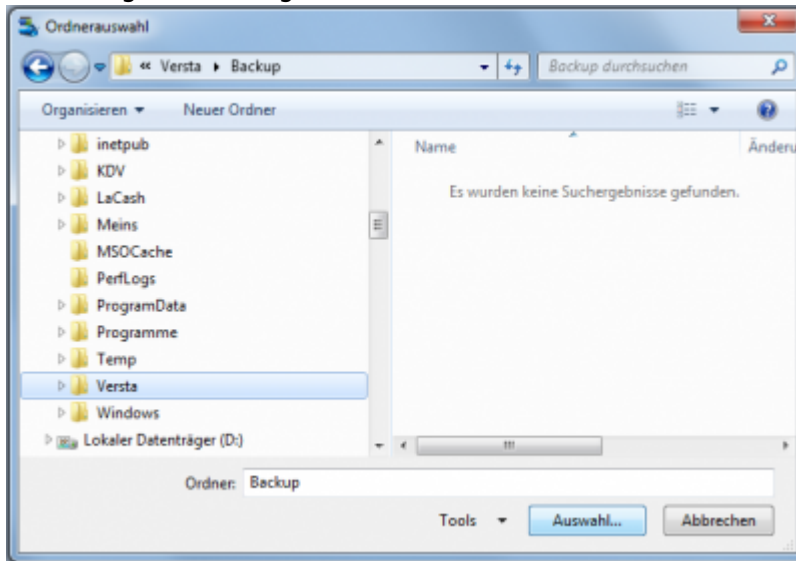 Ordnerauswahl
« Versta ▸ Backup
Backup durchsuchen
Organisieren
Neuer Ordner
inetpub
KDV
LaCash
Meins
MSOCache
PerfLogs
ProgramData
Programme
Temp
Versta
Windows
Lokaler Datenträger (D:)
Name
Änderu
Es wurden keine Suchergebnisse gefunden.
Ordner: Backup
Tools
Auswahl...
Abbrechen